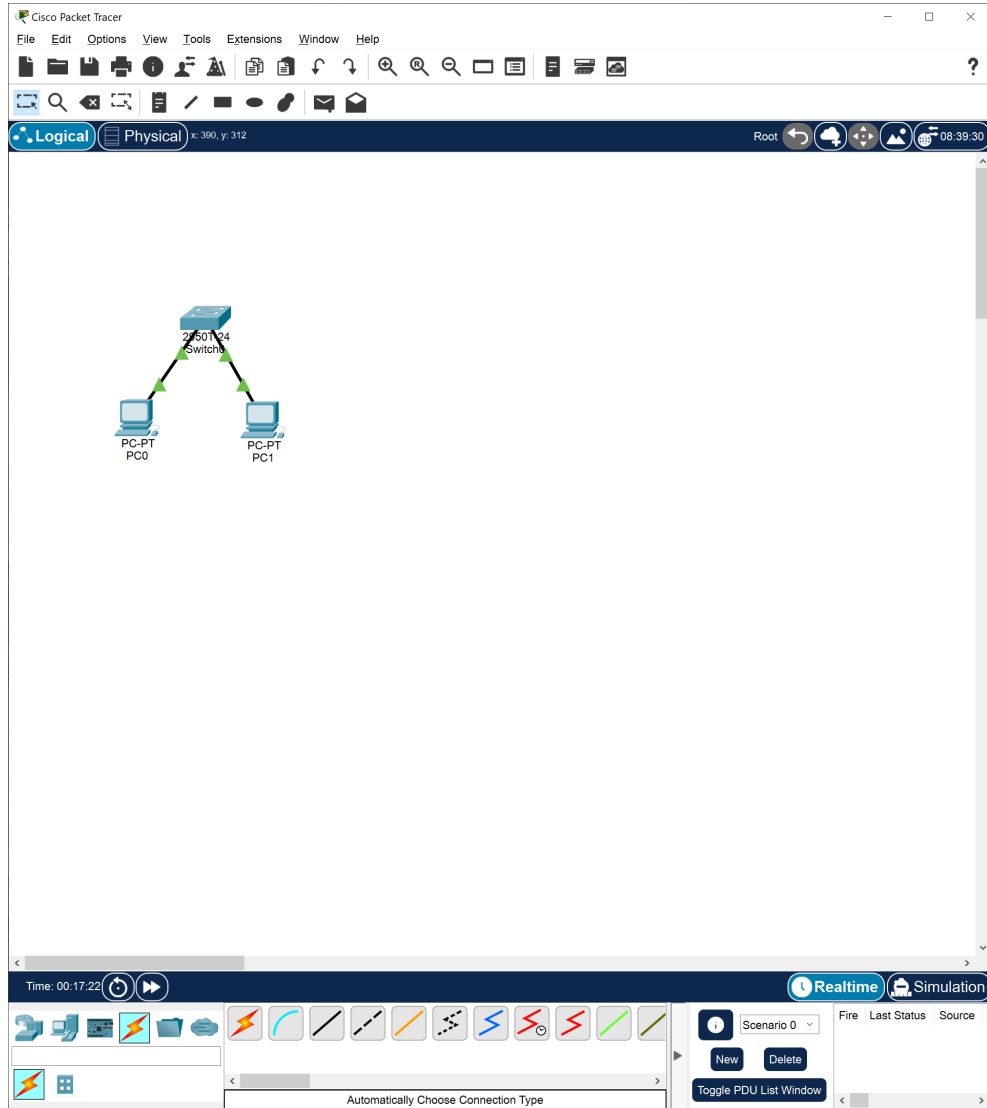 Cisco Packet Tracer
File Edit Options View Tools Extensions Window Help
?
Logical Physical x: 390, y: 312 Root 08:39:30
2950T-24
Switch0
PC-PT
PC0
PC-PT
PC1
Time: 00:17:22 Realtime Simulation
Scenario 0 Fire Last Status Source
New Delete
Toggle PDU List Window
Automatically Choose Connection Type